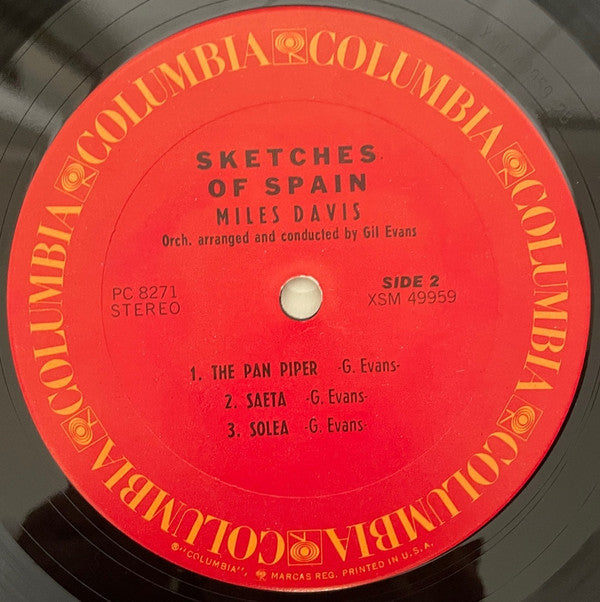 COLUMBIA COLUMBIA COLUMBIA COLUMBIA COLUMBIA COLUMBIA
SKETCHES
OF SPAIN
MILES DAVIS
Orch. arranged and conducted by Gil Evans
PC 8271
STEREO
SIDE 2
XSM 49959
1. THE PAN PIPER -G. Evans-
2. SAETA -G. Evans-
3. SOLEA -G. Evans-
® "COLUMBIA", MARCAS REG. PRINTED IN U.S.A.